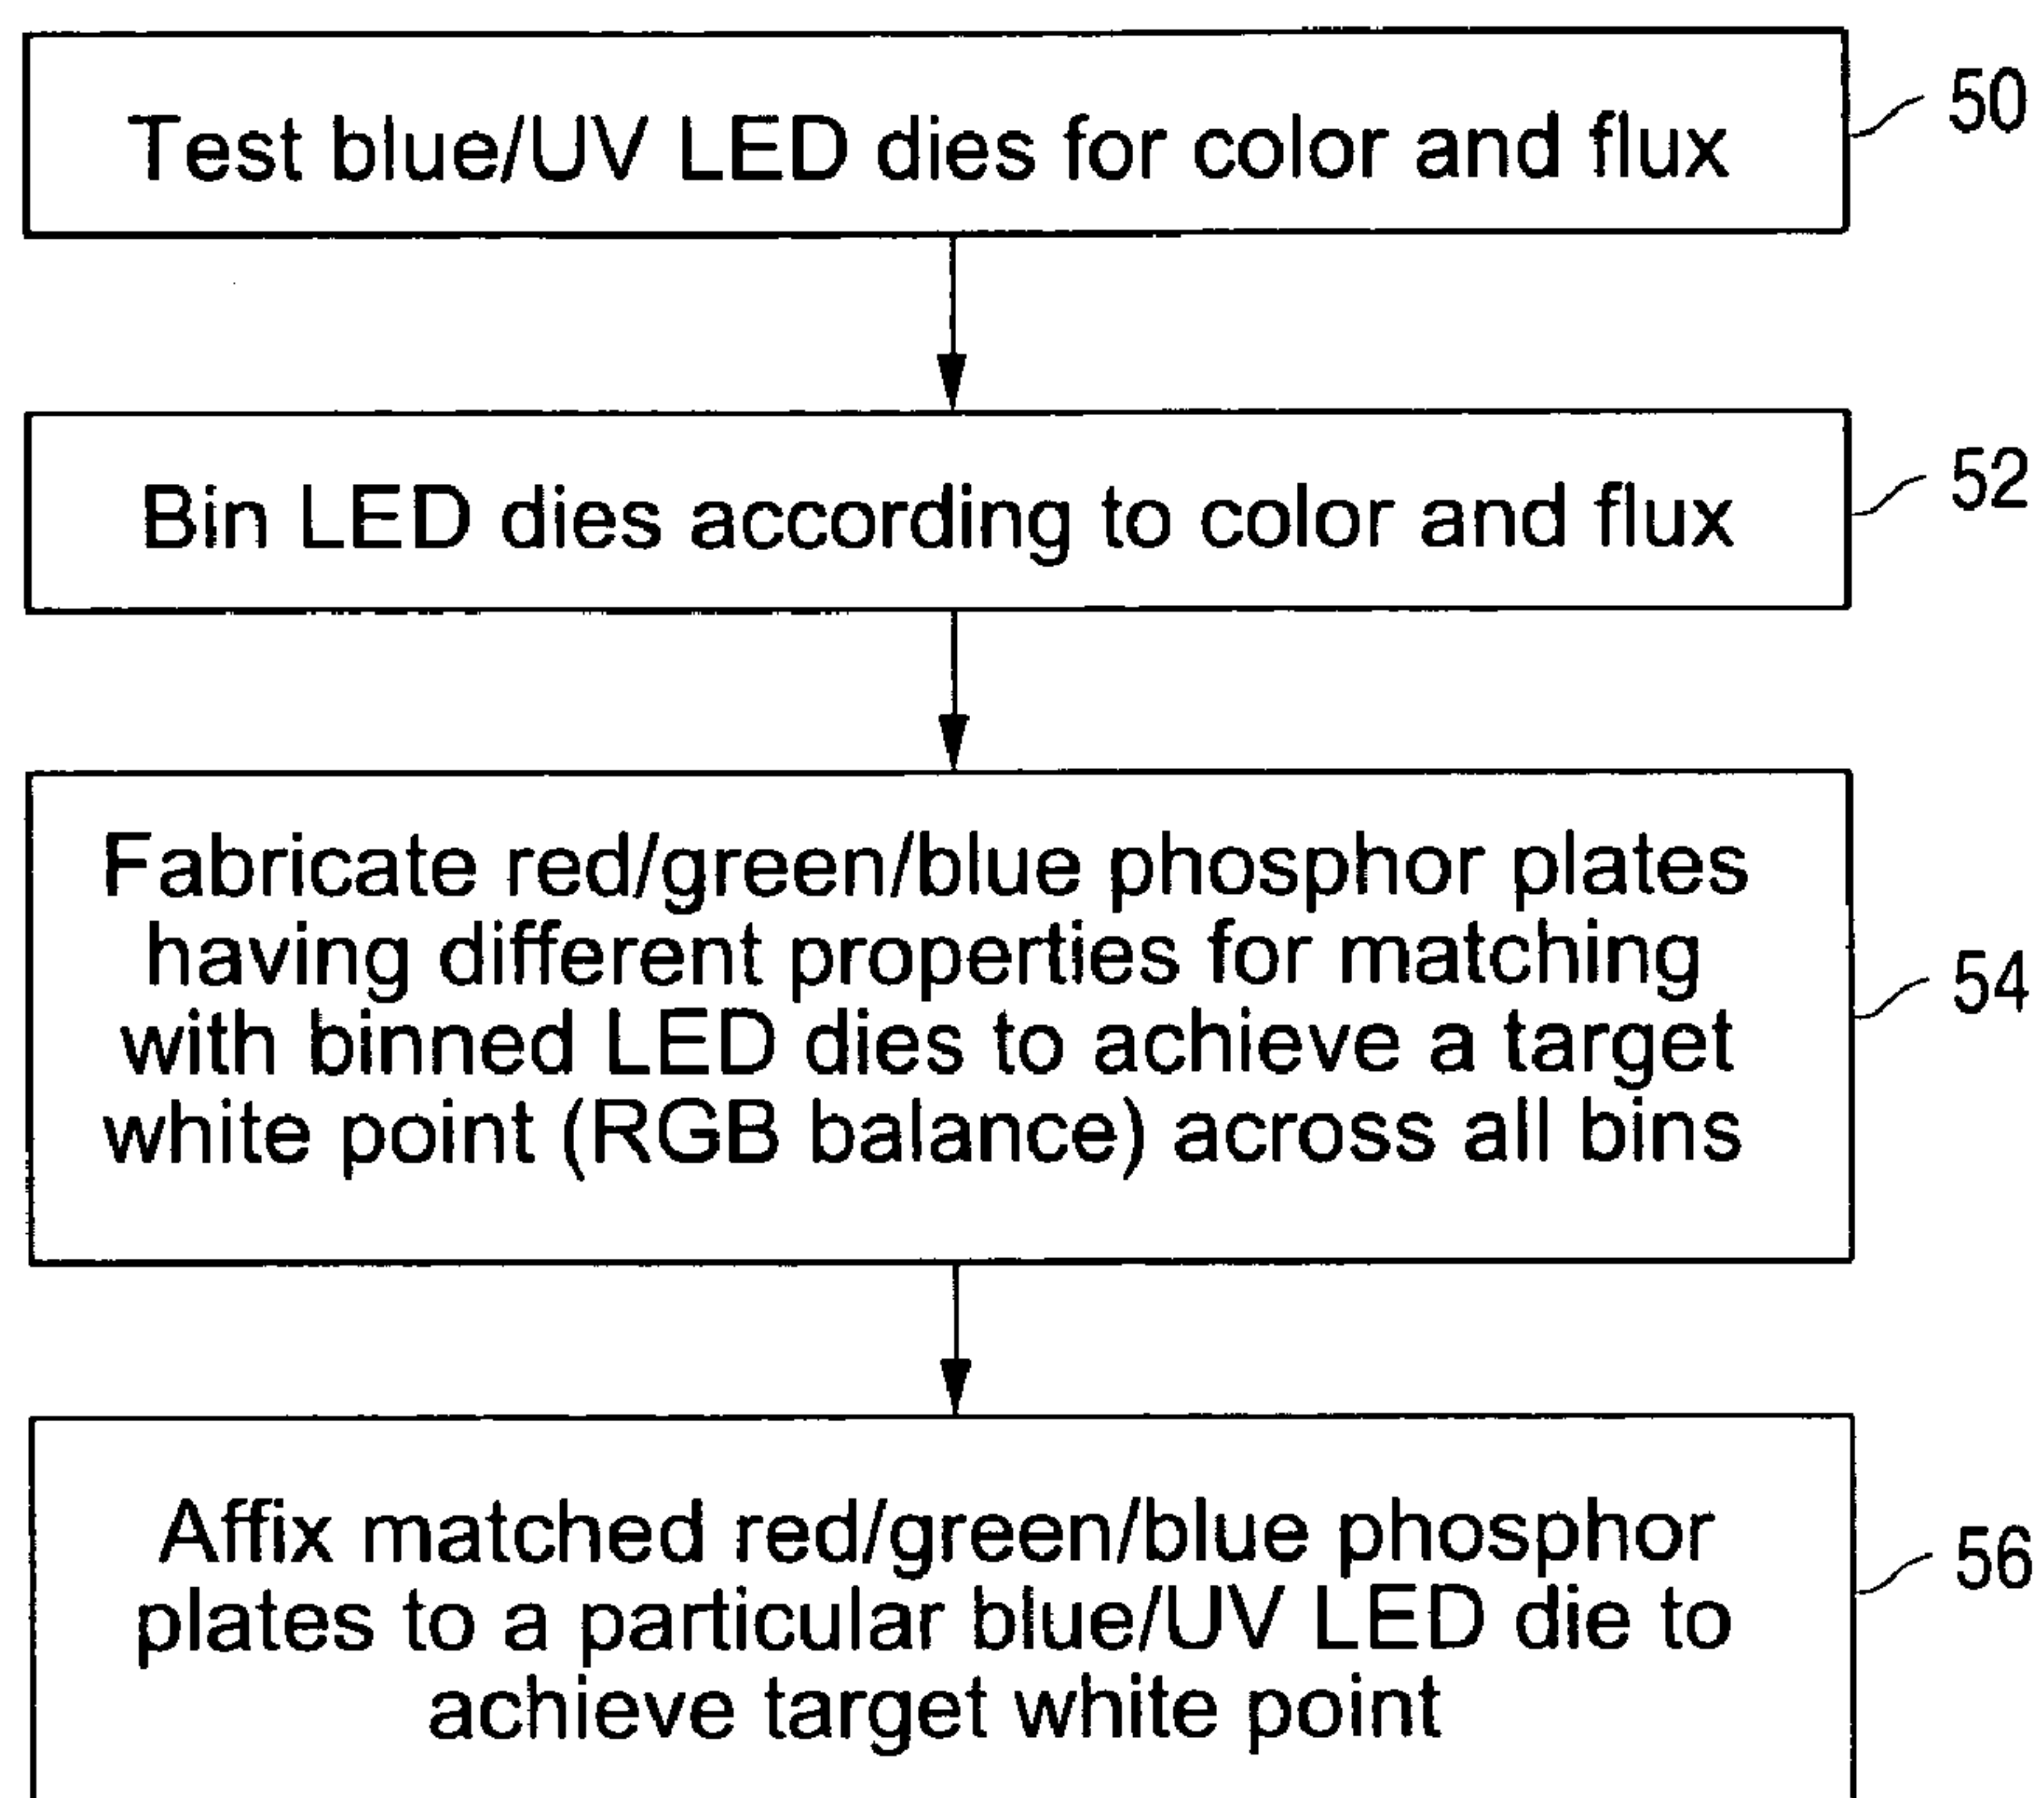 Test blue/UV LED dies for color and flux
50
Bin LED dies according to color and flux
52
Fabricate red/green/blue phosphor plates
having different properties for matching
with binned LED dies to achieve a target
white point (RGB balance) across all bins
54
Affix matched red/green/blue phosphor
plates to a particular blue/UV LED die to
achieve target white point
56